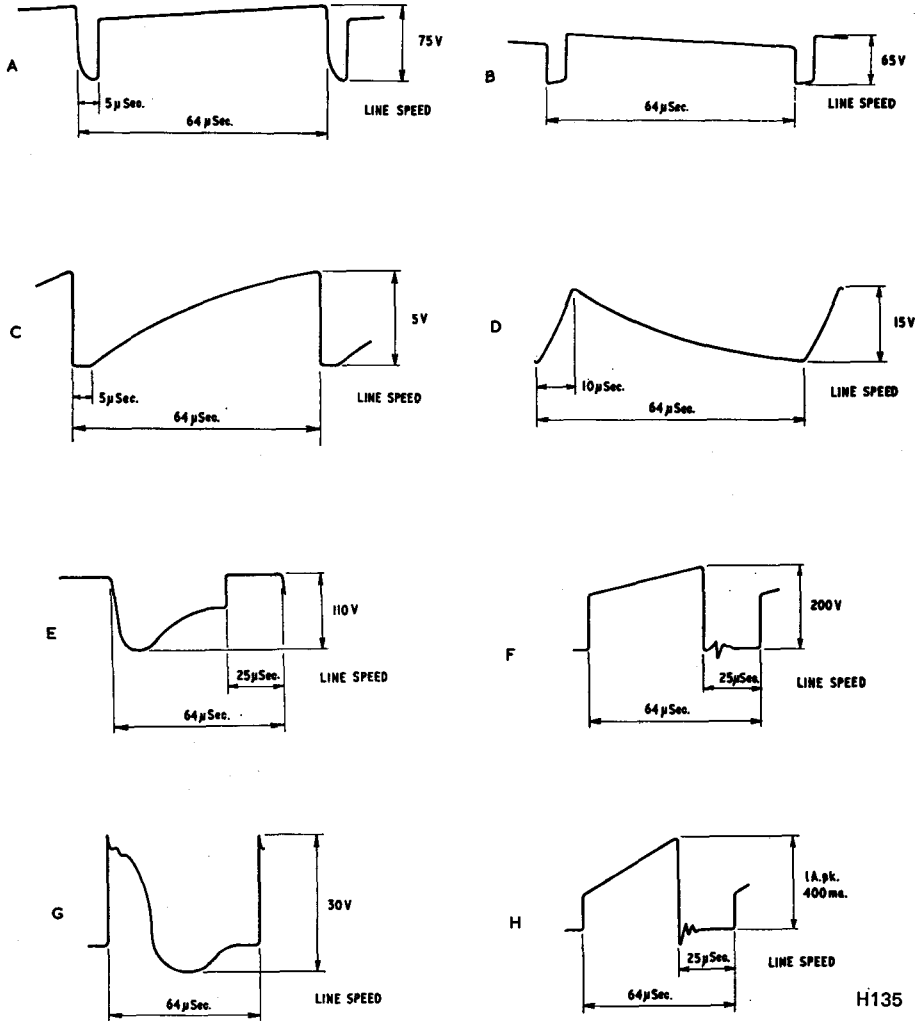 A
75V
5µSec.
64µSec.
LINE SPEED
B
65V
64µSec.
LINE SPEED
C
5V
5µSec.
64µSec.
LINE SPEED
D
15V
10µSec.
64µSec.
LINE SPEED
E
110V
25µSec.
64µSec.
LINE SPEED
F
200V
25µSec.
64µSec.
LINE SPEED
G
30V
64µSec.
LINE SPEED
H
1A.pk.
400ma.
25µSec.
64µSec.
LINE SPEED
H135